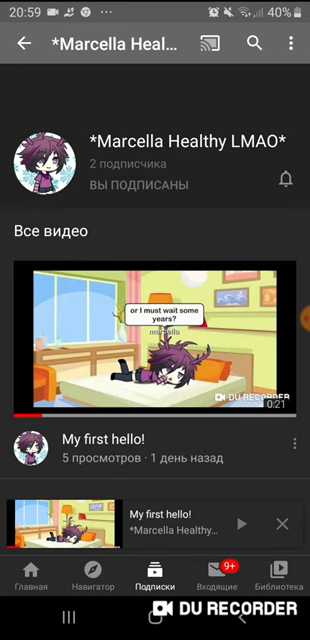 20:59
40%
*Marcella Heal...
*Marcella Healthy LMAO*
2 подписчика
ВЫ ПОДПИСАНЫ
Все видео
or I must wait some
years?
marcella
DU RECORDER
0:21
My first hello!
5 просмотров · 1 день назад
My first hello!
*Marcella Healthy...
9+
Главная
Навигатор
Подписки
Входящие
Библиотека
DU RECORDER